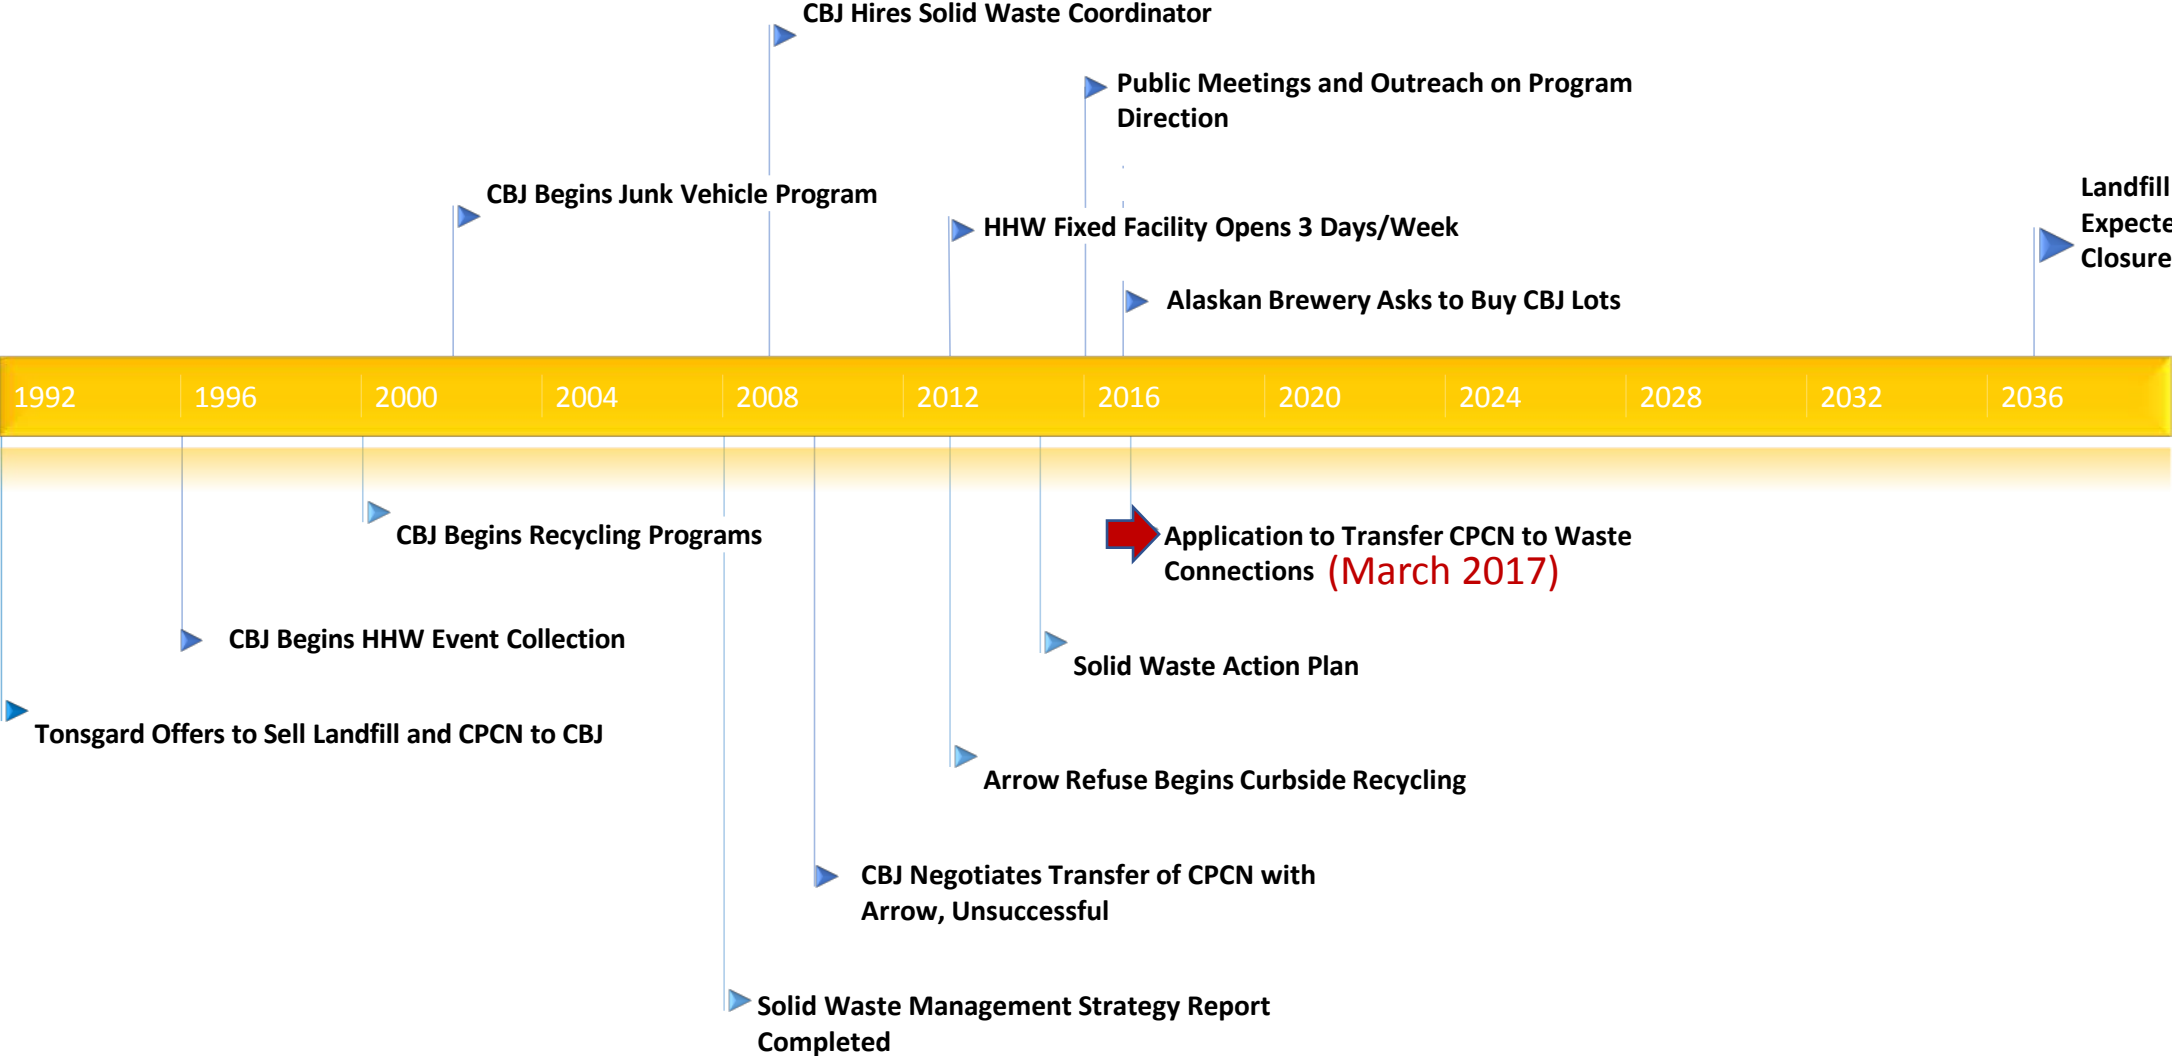 CBJ Hires Solid Waste Coordinator
Public Meetings and Outreach on Program
Direction
CBJ Begins Junk Vehicle Program
HHW Fixed Facility Opens 3 Days/Week
Landfill
Expecte
Closure
Alaskan Brewery Asks to Buy CBJ Lots
1992 1996 2000 2004 2008 2012 2016 2020 2024 2028 2032 2036
CBJ Begins Recycling Programs
Application to Transfer CPCN to Waste
Connections (March 2017)
CBJ Begins HHW Event Collection
Solid Waste Action Plan
Tonsgard Offers to Sell Landfill and CPCN to CBJ
Arrow Refuse Begins Curbside Recycling
CBJ Negotiates Transfer of CPCN with
Arrow, Unsuccessful
Solid Waste Management Strategy Report
Completed